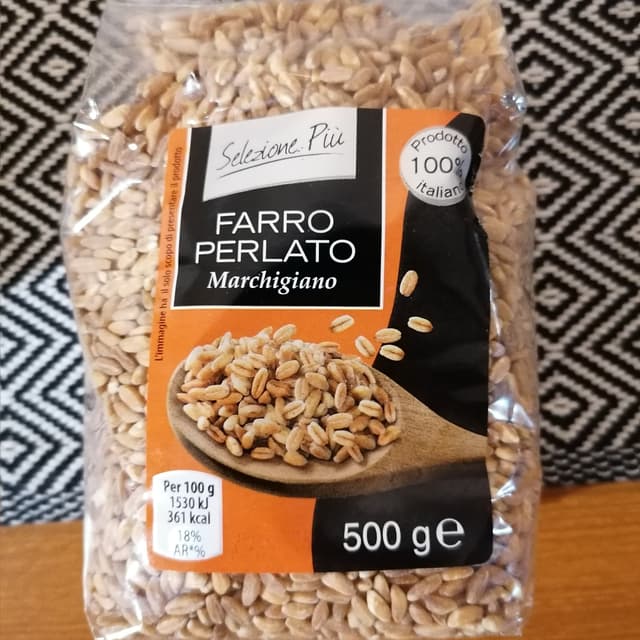 Selezione Più
Prodotto
100%
italiano
FARRO
PERLATO
Marchigiano
L'immagine ha il solo scopo di presentare il prodotto
Per 100 g
1530 kJ
361 kcal
18%
AR*%
500 g e